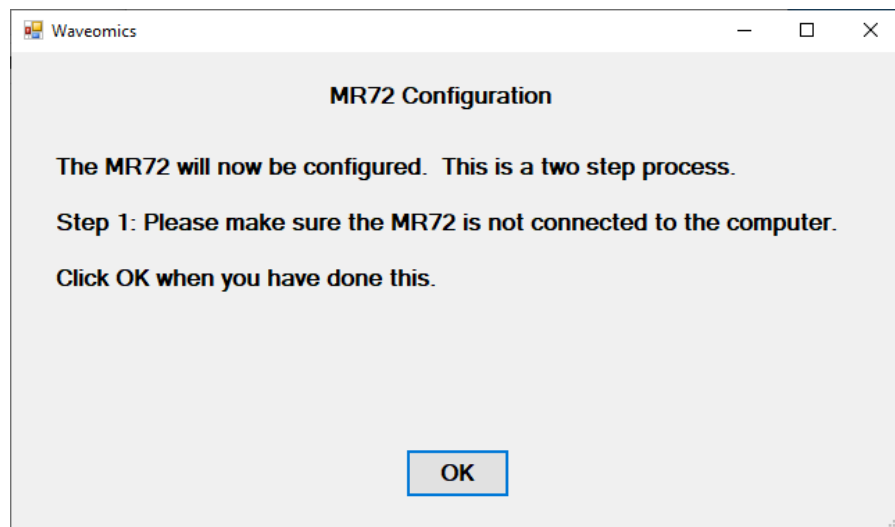 Waveomics
MR72 Configuration
The MR72 will now be configured.  This is a two step process.
Step 1: Please make sure the MR72 is not connected to the computer.
Click OK when you have done this.
OK